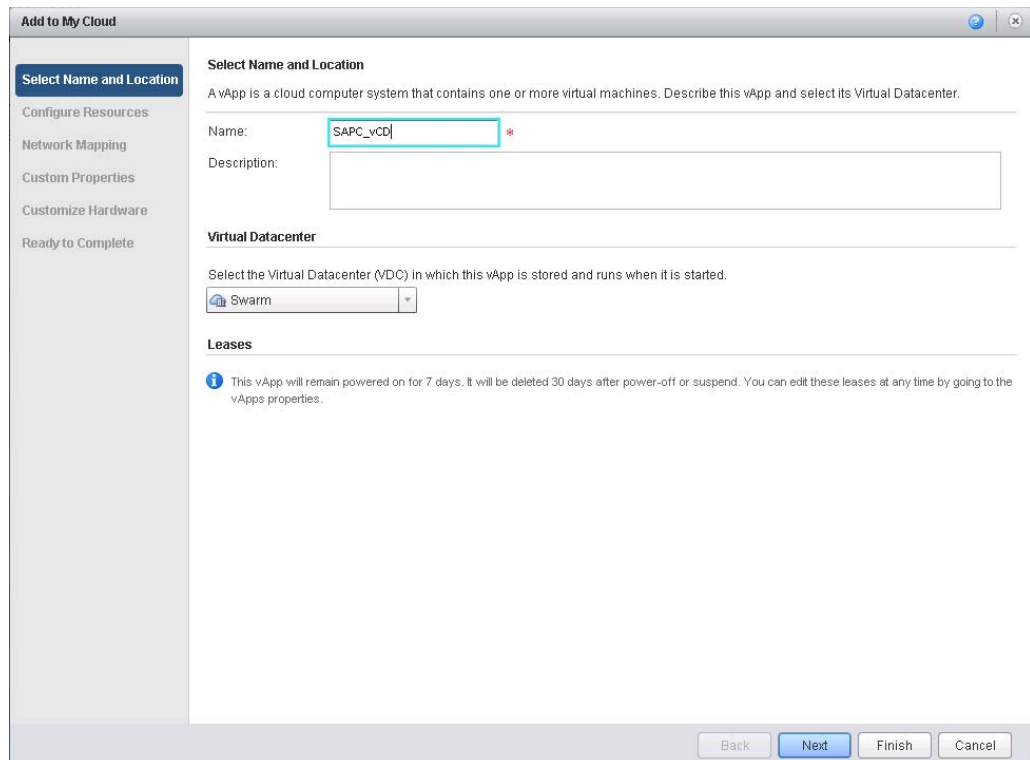 Add to My Cloud
Select Name and Location
Configure Resources
Network Mapping
Custom Properties
Customize Hardware
Ready to Complete
Select Name and Location
A vApp is a cloud computer system that contains one or more virtual machines. Describe this vApp and select its Virtual Datacenter.
Name: SAPC_vCD *
Description:
Virtual Datacenter
Select the Virtual Datacenter (VDC) in which this vApp is stored and runs when it is started.
Swarm
Leases
This vApp will remain powered on for 7 days. It will be deleted 30 days after power-off or suspend. You can edit these leases at any time by going to the
vApps properties.
Back Next Finish Cancel